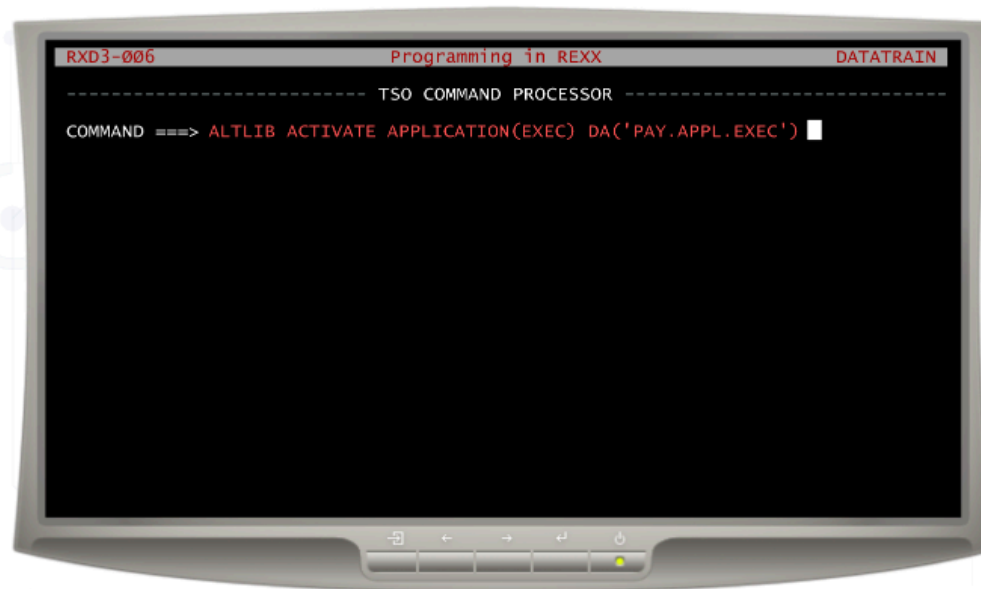 RXD3-006 Programming in REXX DATATRAIN
---------------------------- TSO COMMAND PROCESSOR -----------------------------
COMMAND ===> ALTLIB ACTIVATE APPLICATION(EXEC) DA('PAY.APPL.EXEC')